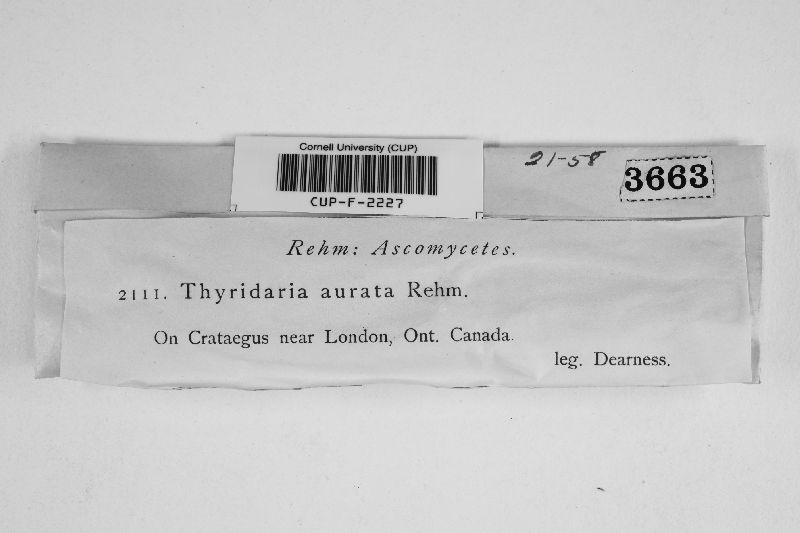 Cornell University (CUP)
CUP-F-2227
21-58
3663
Rehm: Ascomycetes.
2111. Thyridaria aurata Rehm.
On Crataegus near London, Ont. Canada.
leg. Dearness.